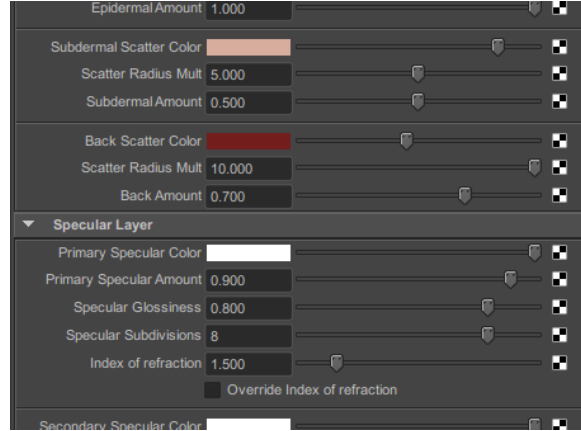 Epidermal Amount 1.000
Subdermal Scatter Color
Scatter Radius Mult 5.000
Subdermal Amount 0.500
Back Scatter Color
Scatter Radius Mult 10.000
Back Amount 0.700
Specular Layer
Primary Specular Color
Primary Specular Amount 0.900
Specular Glossiness 0.800
Specular Subdivisions 8
Index of refraction 1.500
Override Index of refraction
Secondary Specular Color